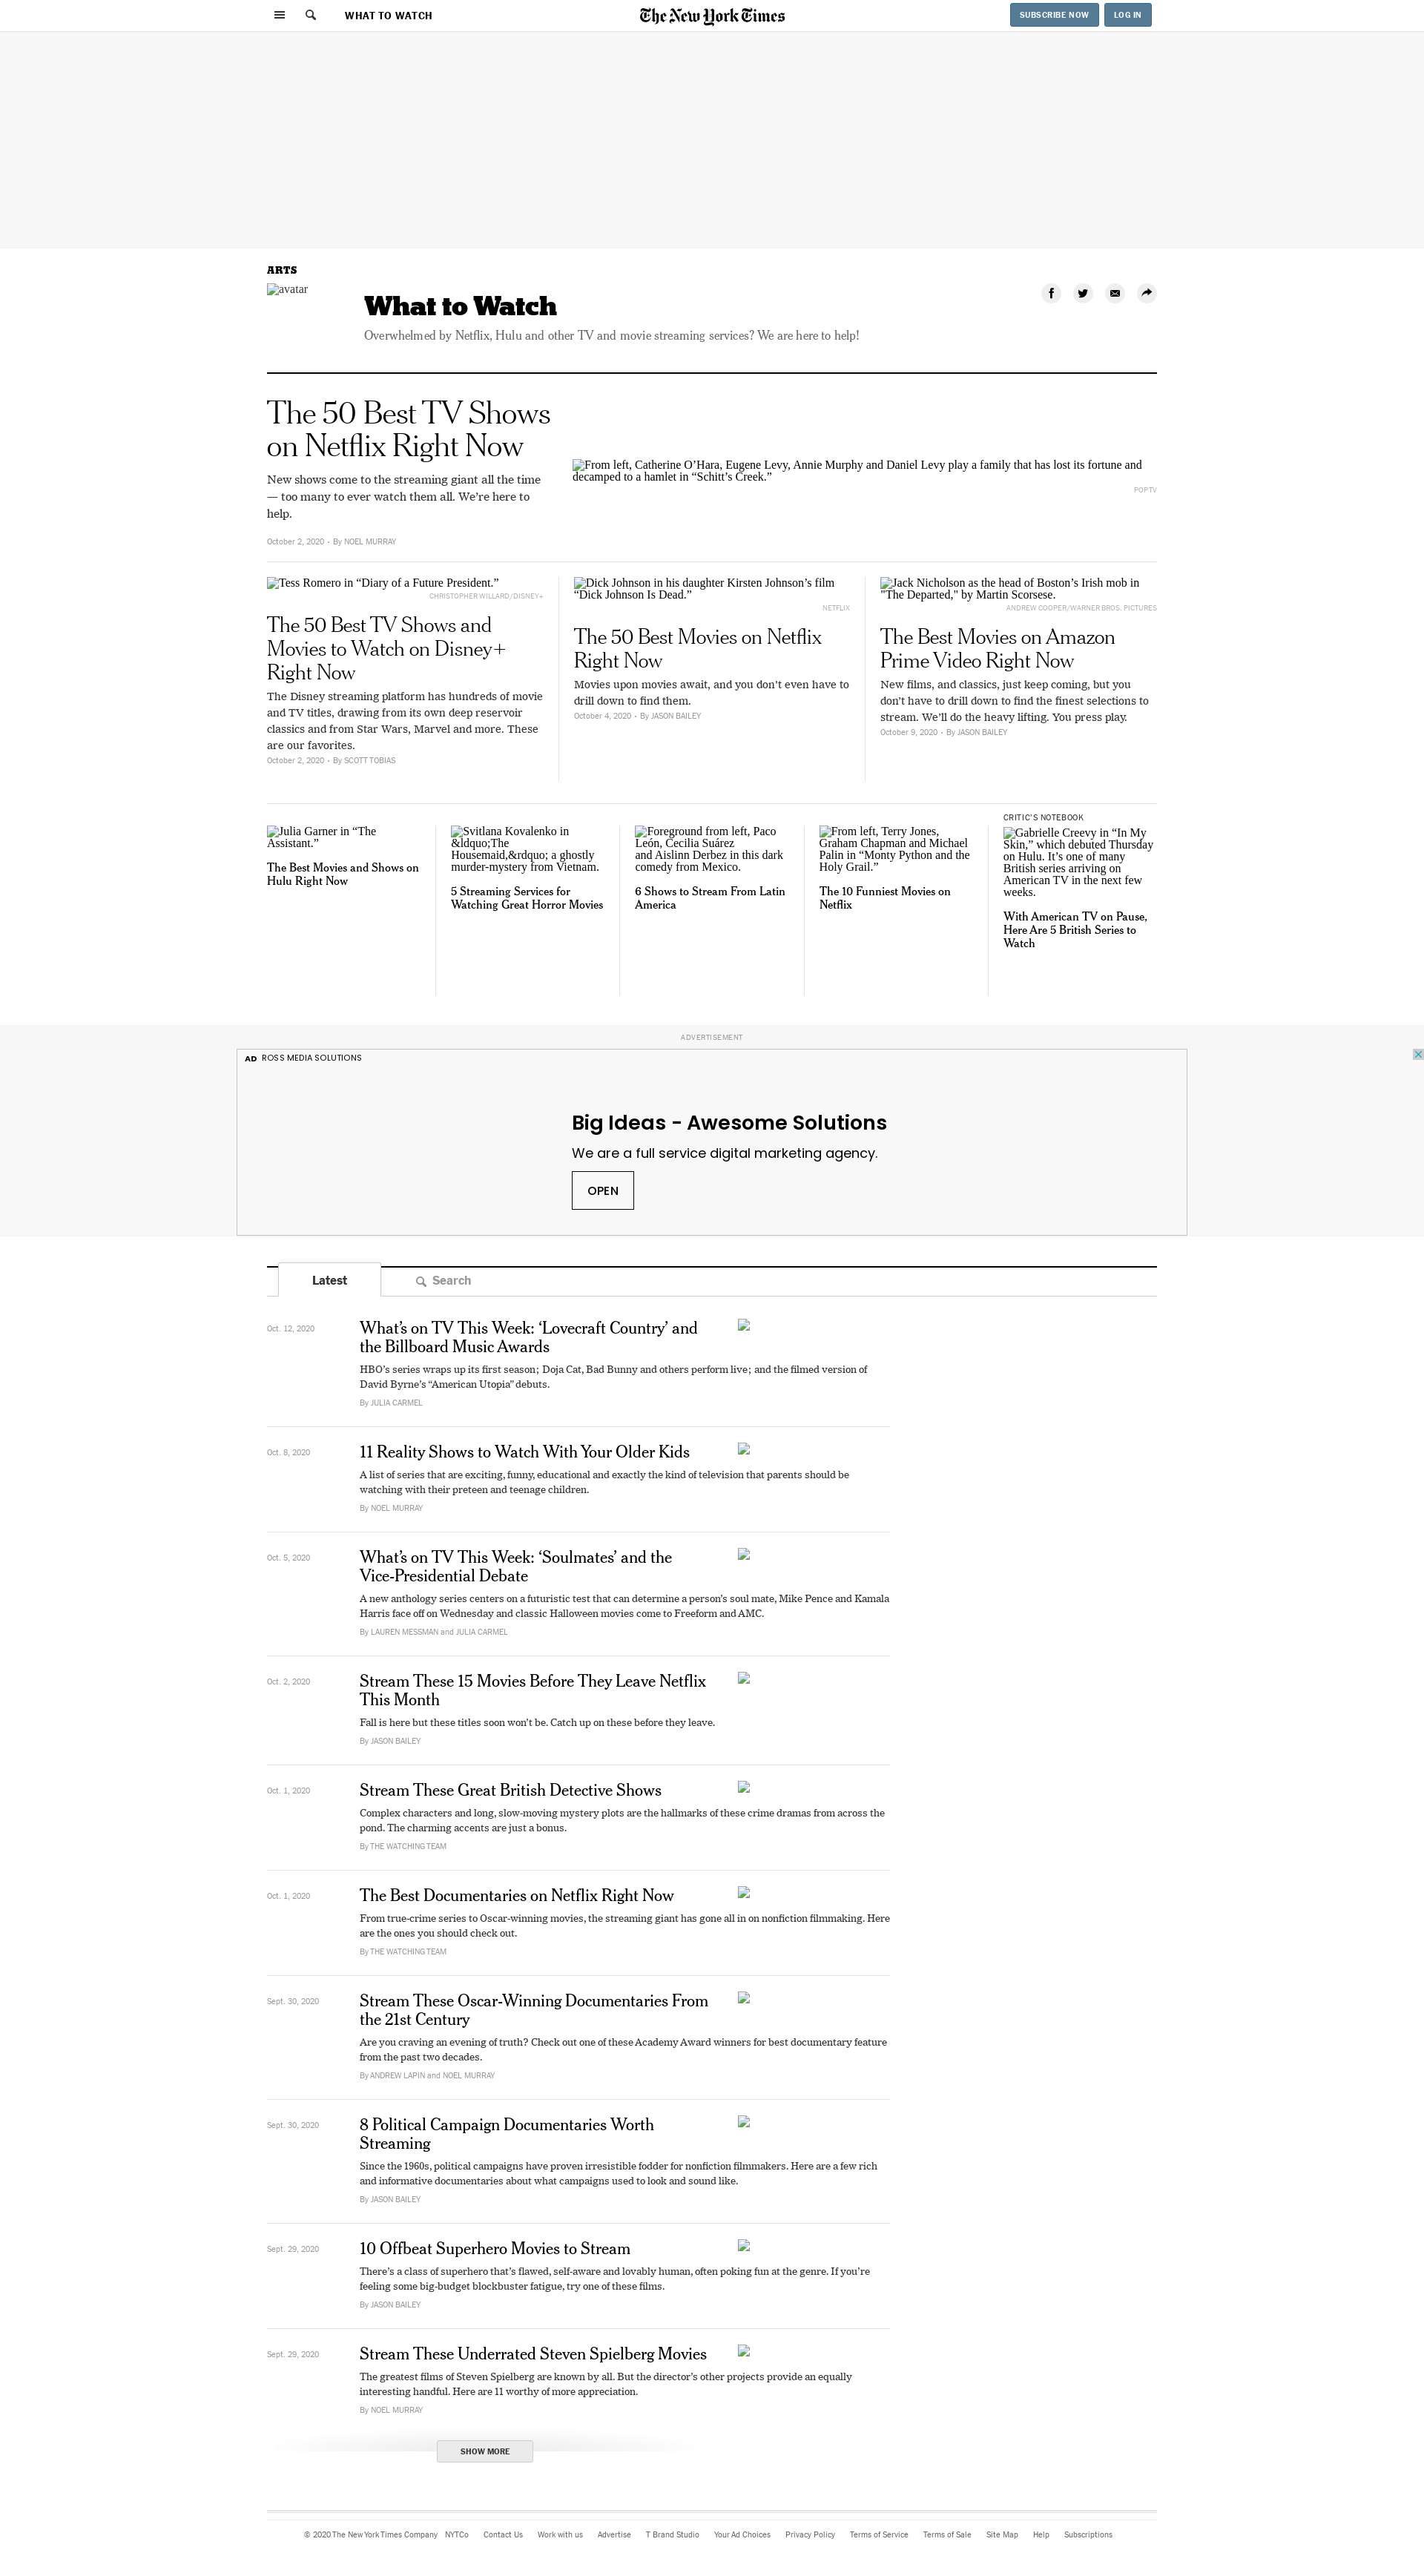 WHAT TO WATCH
The New York Times
SUBSCRIBE NOW
LOG IN
ARTS
avatar
What to Watch
Overwhelmed by Netflix, Hulu and other TV and movie streaming services? We are here to help!
The 50 Best TV Shows
on Netflix Right Now
New shows come to the streaming giant all the time
— too many to ever watch them all. We’re here to
help.
October 2, 2020 • By NOEL MURRAY
From left, Catherine O’Hara, Eugene Levy, Annie Murphy and Daniel Levy play a family that has lost its fortune and
decamped to a hamlet in “Schitt’s Creek.”
POP TV
Tess Romero in “Diary of a Future President.”
CHRISTOPHER WILLARD/DISNEY+
The 50 Best TV Shows and
Movies to Watch on Disney+
Right Now
The Disney streaming platform has hundreds of movie
and TV titles, drawing from its own deep reservoir
classics and from Star Wars, Marvel and more. These
are our favorites.
October 2, 2020 • By SCOTT TOBIAS
Dick Johnson in his daughter Kirsten Johnson’s film
“Dick Johnson Is Dead.”
NETFLIX
The 50 Best Movies on Netflix
Right Now
Movies upon movies await, and you don’t even have to
drill down to find them.
October 4, 2020 • By JASON BAILEY
Jack Nicholson as the head of Boston’s Irish mob in
"The Departed," by Martin Scorsese.
ANDREW COOPER/WARNER BROS. PICTURES
The Best Movies on Amazon
Prime Video Right Now
New films, and classics, just keep coming, but you
don’t have to drill down to find the finest selections to
stream. We’ll do the heavy lifting. You press play.
October 9, 2020 • By JASON BAILEY
Julia Garner in “The
Assistant.”
The Best Movies and Shows on
Hulu Right Now
Svitlana Kovalenko in
&ldquo;The
Housemaid,&rdquo; a ghostly
murder-mystery from Vietnam.
5 Streaming Services for
Watching Great Horror Movies
Foreground from left, Paco
León, Cecilia Suárez
and Aislinn Derbez in this dark
comedy from Mexico.
6 Shows to Stream From Latin
America
From left, Terry Jones,
Graham Chapman and Michael
Palin in “Monty Python and the
Holy Grail.”
The 10 Funniest Movies on
Netflix
CRITIC’S NOTEBOOK
Gabrielle Creevy in “In My
Skin,” which debuted Thursday
on Hulu. It’s one of many
British series arriving on
American TV in the next few
weeks.
With American TV on Pause,
Here Are 5 British Series to
Watch
ADVERTISEMENT
AD ROSS MEDIA SOLUTIONS
Big Ideas - Awesome Solutions
We are a full service digital marketing agency.
OPEN
Latest
Search
Oct. 12, 2020
What’s on TV This Week: ‘Lovecraft Country’ and
the Billboard Music Awards
HBO’s series wraps up its first season; Doja Cat, Bad Bunny and others perform live; and the filmed version of
David Byrne’s “American Utopia” debuts.
By JULIA CARMEL
Oct. 8, 2020
11 Reality Shows to Watch With Your Older Kids
A list of series that are exciting, funny, educational and exactly the kind of television that parents should be
watching with their preteen and teenage children.
By NOEL MURRAY
Oct. 5, 2020
What’s on TV This Week: ‘Soulmates’ and the
Vice-Presidential Debate
A new anthology series centers on a futuristic test that can determine a person’s soul mate, Mike Pence and Kamala
Harris face off on Wednesday and classic Halloween movies come to Freeform and AMC.
By LAUREN MESSMAN and JULIA CARMEL
Oct. 2, 2020
Stream These 15 Movies Before They Leave Netflix
This Month
Fall is here but these titles soon won’t be. Catch up on these before they leave.
By JASON BAILEY
Oct. 1, 2020
Stream These Great British Detective Shows
Complex characters and long, slow-moving mystery plots are the hallmarks of these crime dramas from across the
pond. The charming accents are just a bonus.
By THE WATCHING TEAM
Oct. 1, 2020
The Best Documentaries on Netflix Right Now
From true-crime series to Oscar-winning movies, the streaming giant has gone all in on nonfiction filmmaking. Here
are the ones you should check out.
By THE WATCHING TEAM
Sept. 30, 2020
Stream These Oscar-Winning Documentaries From
the 21st Century
Are you craving an evening of truth? Check out one of these Academy Award winners for best documentary feature
from the past two decades.
By ANDREW LAPIN and NOEL MURRAY
Sept. 30, 2020
8 Political Campaign Documentaries Worth
Streaming
Since the 1960s, political campaigns have proven irresistible fodder for nonfiction filmmakers. Here are a few rich
and informative documentaries about what campaigns used to look and sound like.
By JASON BAILEY
Sept. 29, 2020
10 Offbeat Superhero Movies to Stream
There’s a class of superhero that’s flawed, self-aware and lovably human, often poking fun at the genre. If you’re
feeling some big-budget blockbuster fatigue, try one of these films.
By JASON BAILEY
Sept. 29, 2020
Stream These Underrated Steven Spielberg Movies
The greatest films of Steven Spielberg are known by all. But the director’s other projects provide an equally
interesting handful. Here are 11 worthy of more appreciation.
By NOEL MURRAY
SHOW MORE
© 2020 The New York Times Company NYTCo Contact Us Work with us Advertise T Brand Studio Your Ad Choices Privacy Policy Terms of Service Terms of Sale Site Map Help Subscriptions